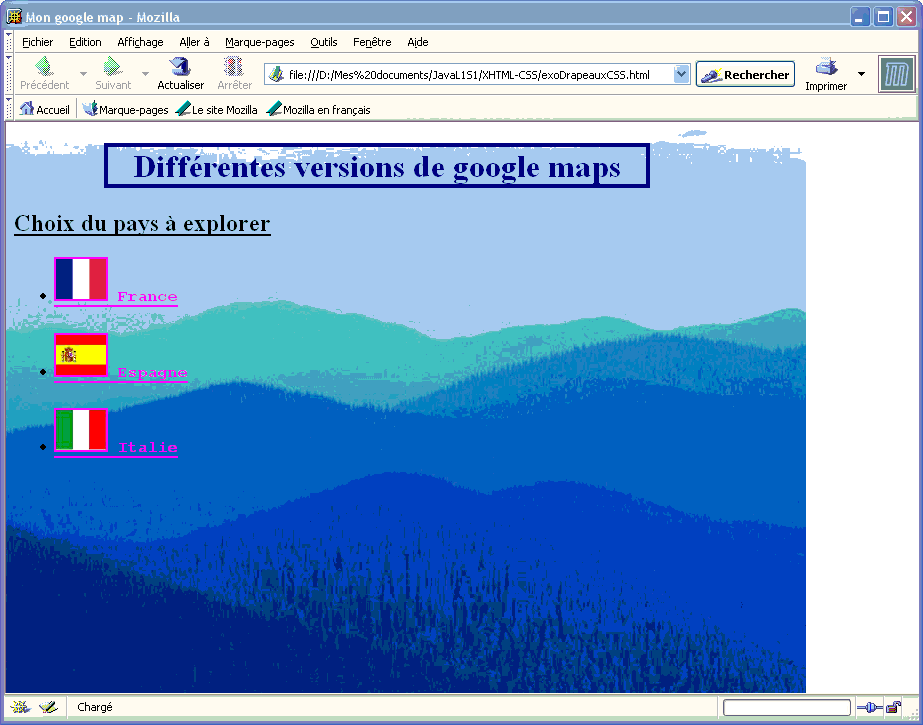 Mon google map - Mozilla
Fichier Edition Affichage Aller à Marque-pages Outils Fenêtre Aide
Précédent Suivant Actualiser Arrêter file:///D:/Mes%20documents/JavaL1S1/XHTML-CSS/exoDrapeauxCSS.html Rechercher Imprimer
Accueil Marque-pages Le site Mozilla Mozilla en français
Différentes versions de google maps
Choix du pays à explorer
France
Espagne
Italie
Chargé